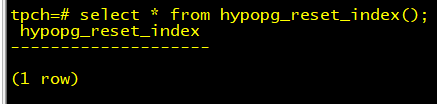 tpch=# select * from hypopg_reset_index();
 hypopg_reset_index
--------------------
(1 row)